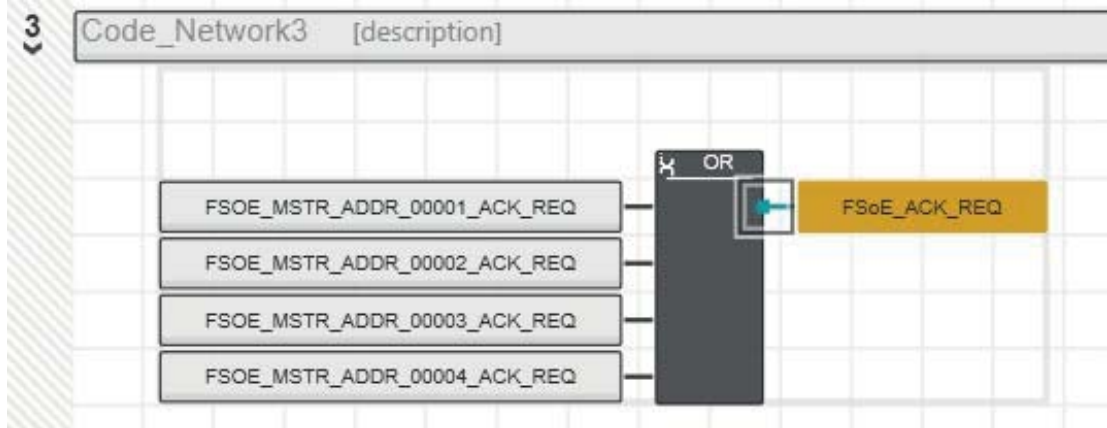 3
Code_Network3 [description]
OR
FSOE_MSTR_ADDR_00001_ACK_REQ FSoE_ACK_REQ
FSOE_MSTR_ADDR_00002_ACK_REQ
FSOE_MSTR_ADDR_00003_ACK_REQ
FSOE_MSTR_ADDR_00004_ACK_REQ